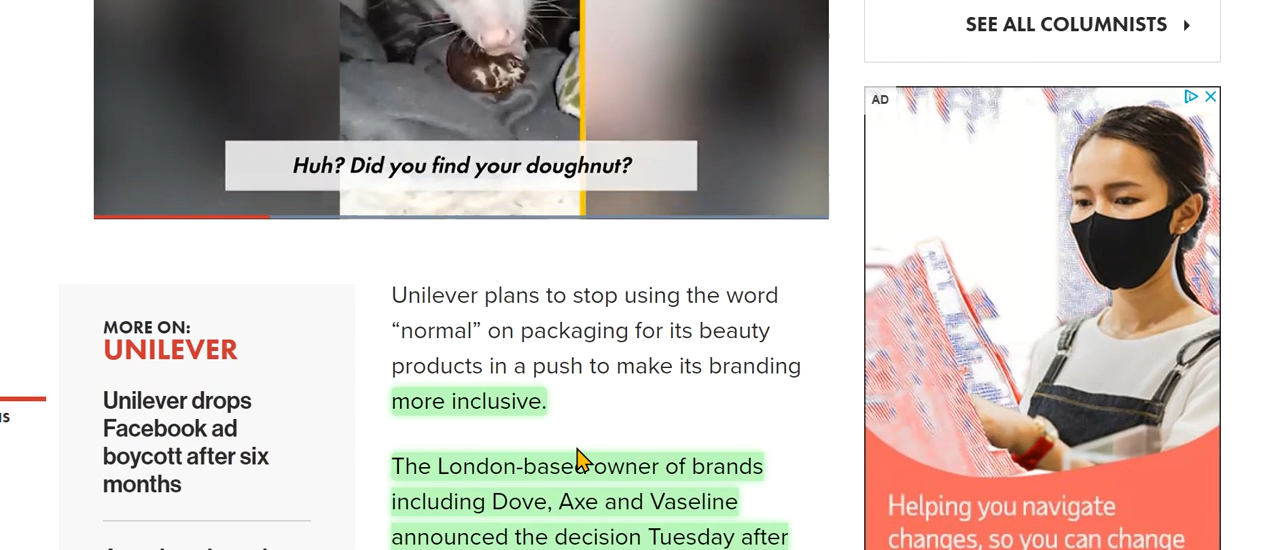 SEE ALL COLUMNISTS
AD
Huh? Did you find your doughnut?
MORE ON:
UNILEVER
Unilever drops
Facebook ad
boycott after six
months
Unilever plans to stop using the word
“normal” on packaging for its beauty
products in a push to make its branding
more inclusive.
The London-based owner of brands
including Dove, Axe and Vaseline
announced the decision Tuesday after
Helping you navigate
changes, so you can change